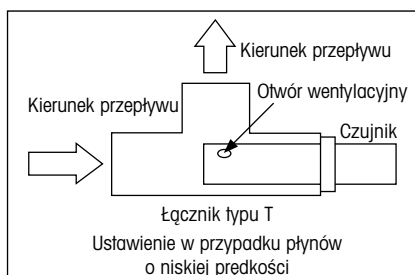 Kierunek przepływu
Kierunek przepływu
Otwór wentylacyjny
Czujnik
Łącznik typu T
Ustawienie w przypadku płynów
o niskiej prędkości